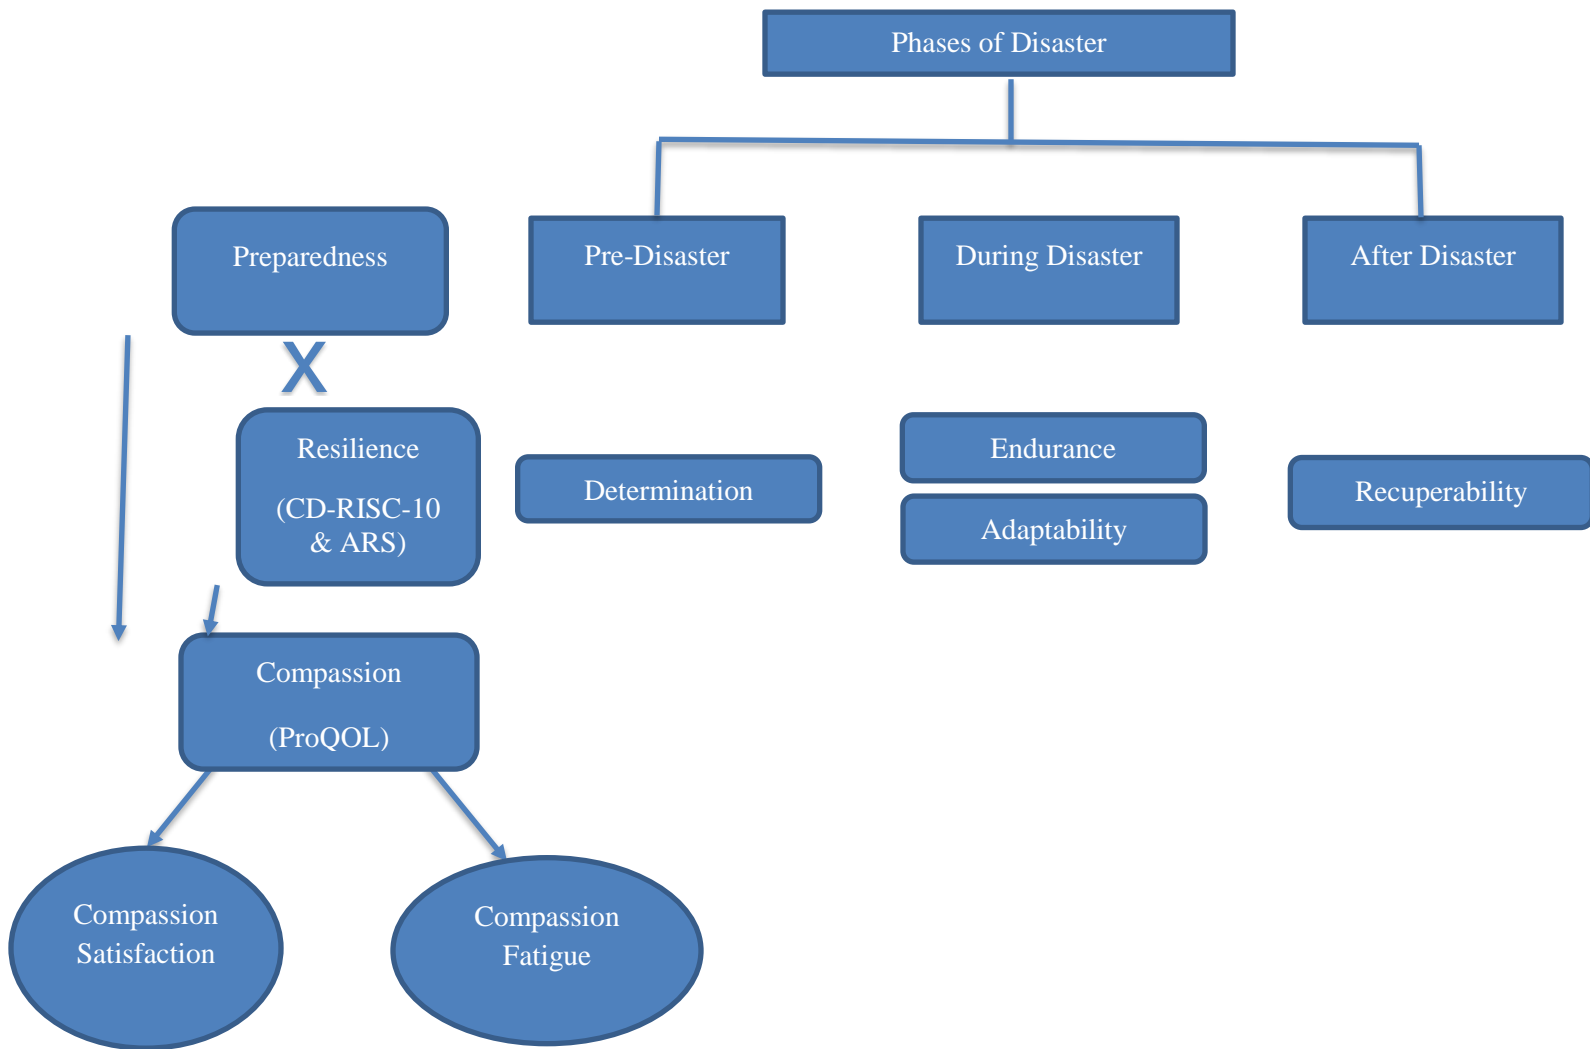 Phases of Disaster
Preparedness
Pre-Disaster
During Disaster
After Disaster
X
Resilience
(CD-RISC-10
& ARS)
Determination
Endurance
Adaptability
Recuperability
Compassion
(ProQOL)
Compassion
Satisfaction
Compassion
Fatigue